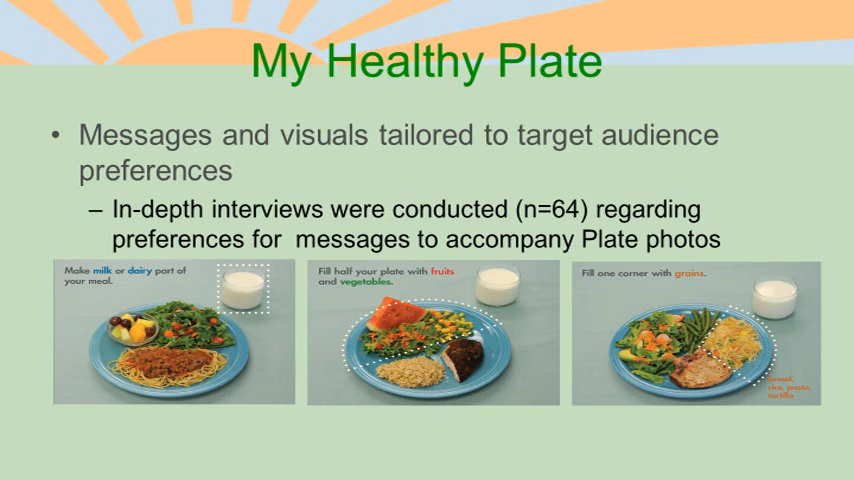 My Healthy Plate
• Messages and visuals tailored to target audience
preferences
– In-depth interviews were conducted (n=64) regarding
preferences for messages to accompany Plate photos
Make milk or dairy part of
your meal.
Fill half your plate with fruits
and vegetables.
Fill one corner with grains.
bread,
rice, pasta,
tortilla